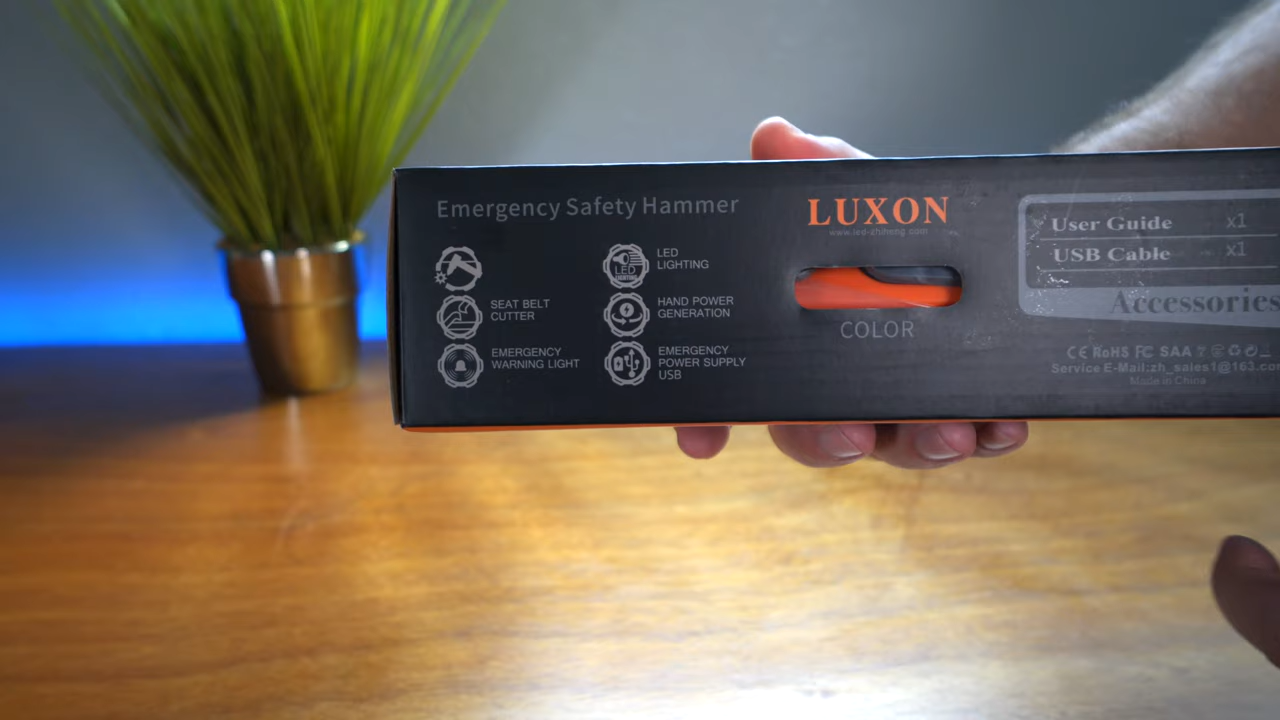 Emergency Safety Hammer
SEAT BELT
CUTTER
EMERGENCY
WARNING LIGHT
LED
LIGHTING
LED
LIGHTING
HAND POWER
GENERATION
EMERGENCY
POWER SUPPLY
USB
LUXON
www.led-zhiheng.com
COLOR
User Guide x1
USB Cable x1
Accessories
CE RoHS FC SAA
Service E-Mail:zh_sales1@163.co
Made in China